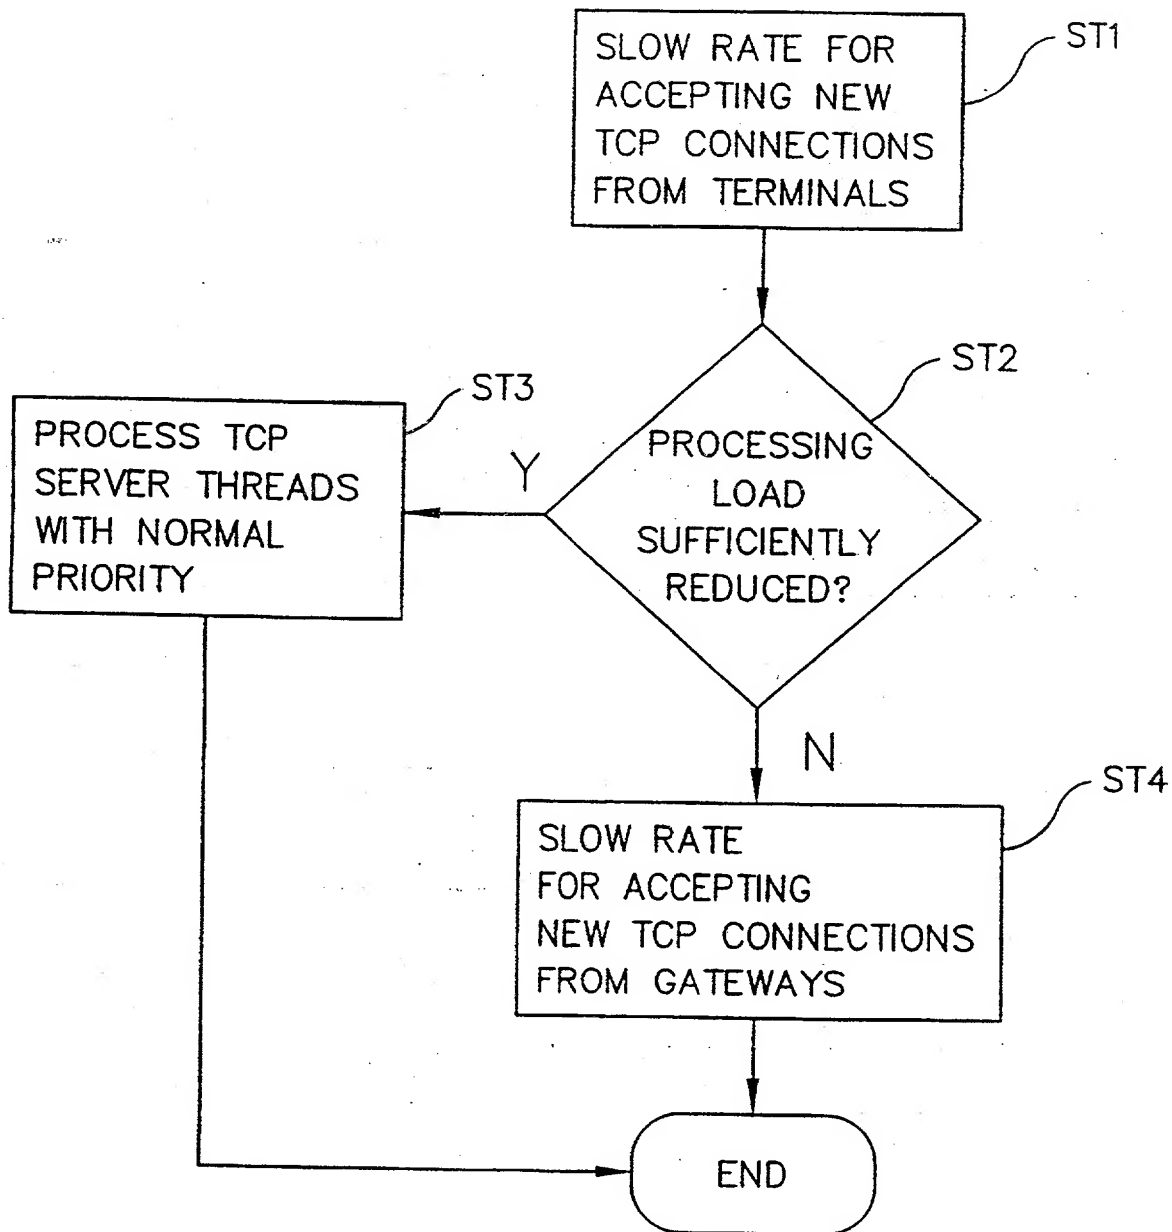 SLOW RATE FOR
ACCEPTING NEW
TCP CONNECTIONS
FROM TERMINALS
ST1
PROCESSING
LOAD
SUFFICIENTLY
REDUCED?
ST2
Y
PROCESS TCP
SERVER THREADS
WITH NORMAL
PRIORITY
ST3
N
SLOW RATE
FOR ACCEPTING
NEW TCP CONNECTIONS
FROM GATEWAYS
ST4
END